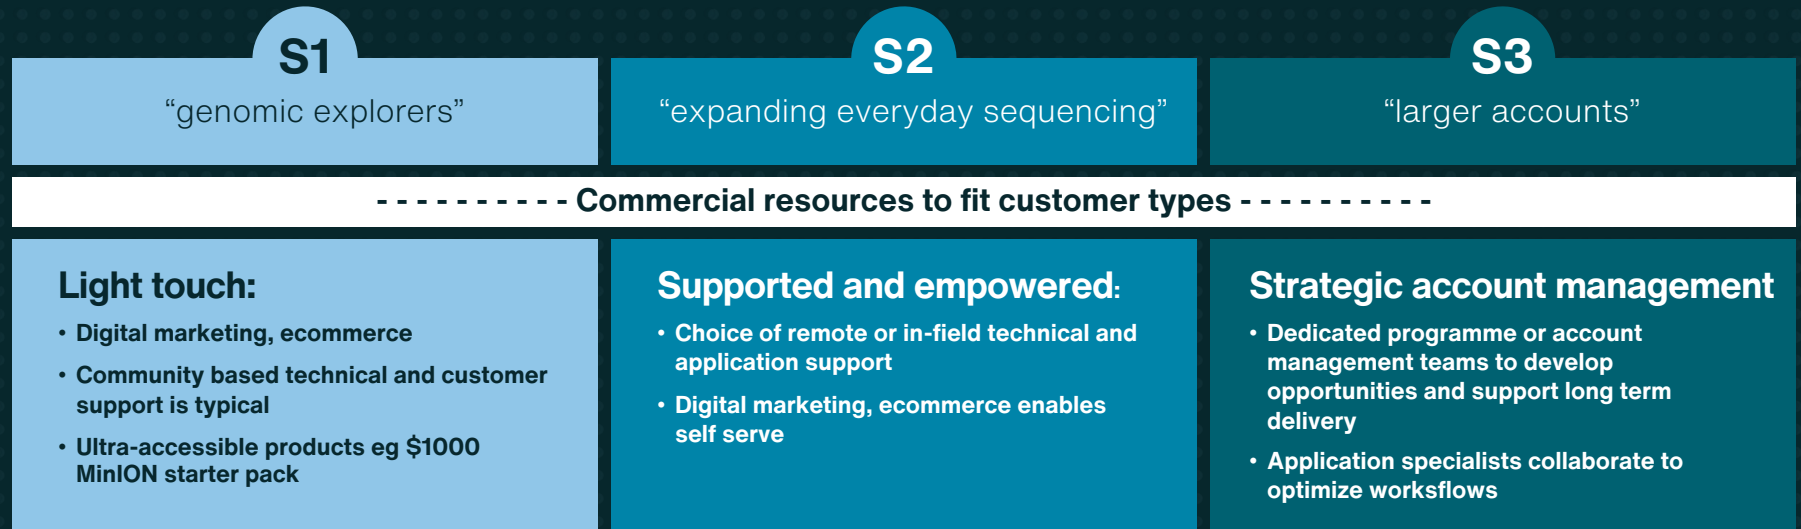 S1
“genomic explorers”
S2
“expanding everyday sequencing”
S3
“larger accounts”
- - - - - - - - - - Commercial resources to fit customer types - - - - - - - - - -
Light touch:
• Digital marketing, ecommerce
• Community based technical and customer
support is typical
• Ultra-accessible products eg $1000
MinION starter pack
Supported and empowered:
• Choice of remote or in-field technical and
application support
• Digital marketing, ecommerce enables
self serve
Strategic account management
• Dedicated programme or account
management teams to develop
opportunities and support long term
delivery
• Application specialists collaborate to
optimize worksflows